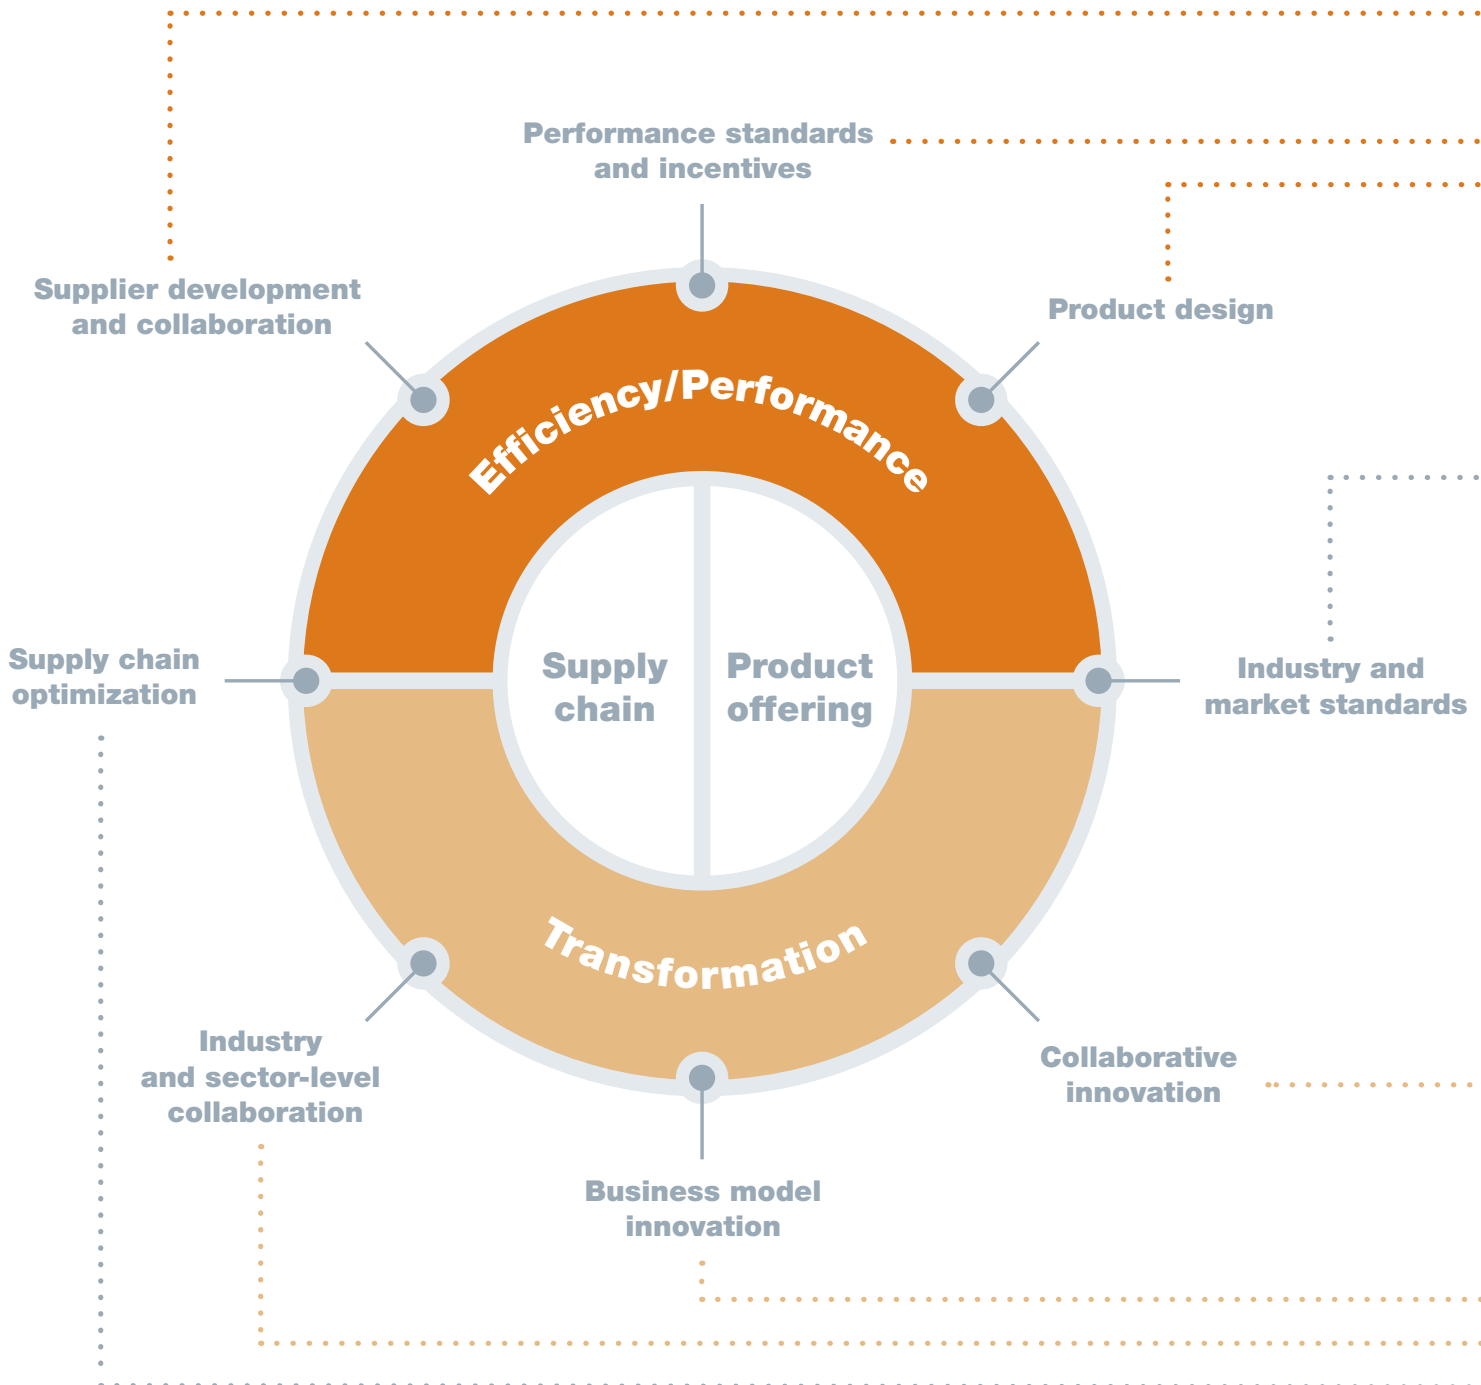 Performance standards
and incentives
Supplier development
and collaboration
Product design
Efficiency/Performance
Supply chain
optimization
Supply
chain
Product
offering
Industry and
market standards
Transformation
Industry
and sector-level
collaboration
Collaborative
innovation
Business model
innovation